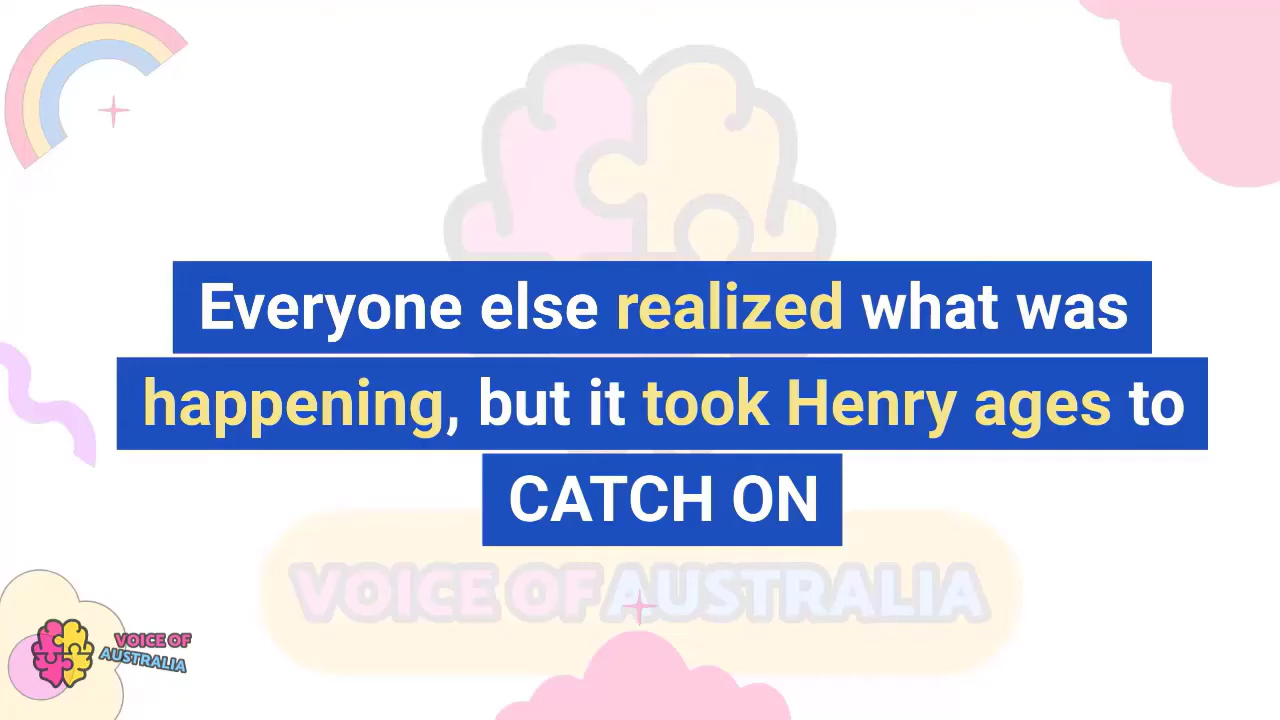 Everyone else realized what was
happening, but it took Henry ages to
CATCH ON
VOICE OF AUSTRALIA
VOICE OF
AUSTRALIA